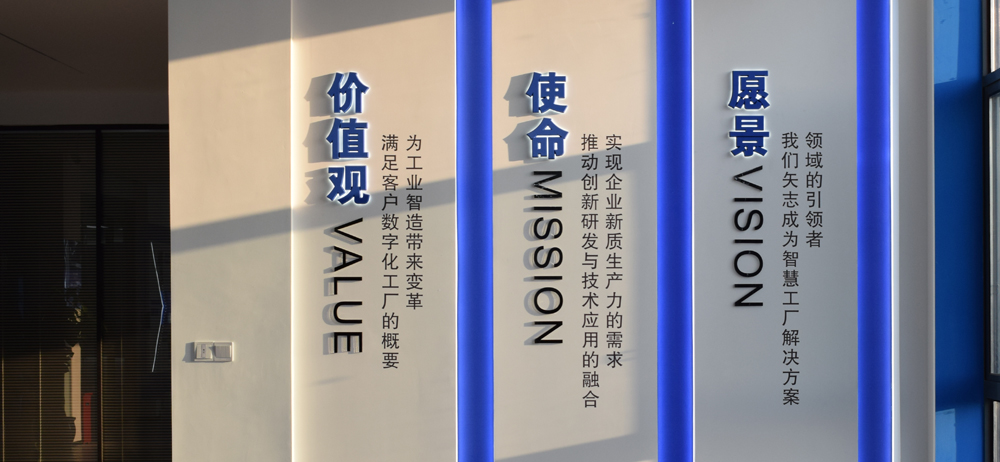 价值观 VALUE
满足客户数字化工厂的概要
为工业智造带来变革
使命 MISSION
推动创新研发与技术应用的融合
实现企业新质生产力的需求
愿景 VISION
我们矢志成为智慧工厂解决方案
领域的引领者